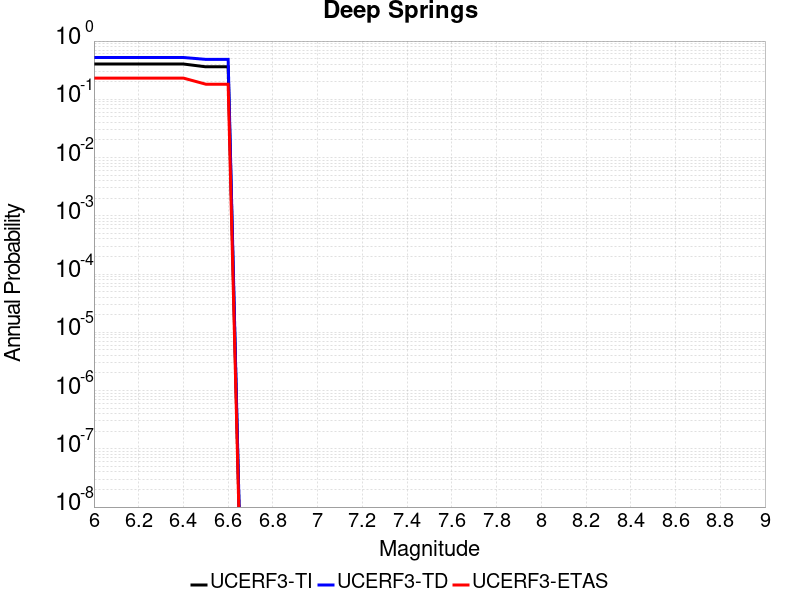 Deep Springs
10^0
10^-1
10^-2
10^-3
10^-4
10^-5
10^-6
10^-7
10^-8
Annual Probability
6 6.2 6.4 6.6 6.8 7 7.2 7.4 7.6 7.8 8 8.2 8.4 8.6 8.8 9
Magnitude
UCERF3-TI UCERF3-TD UCERF3-ETAS